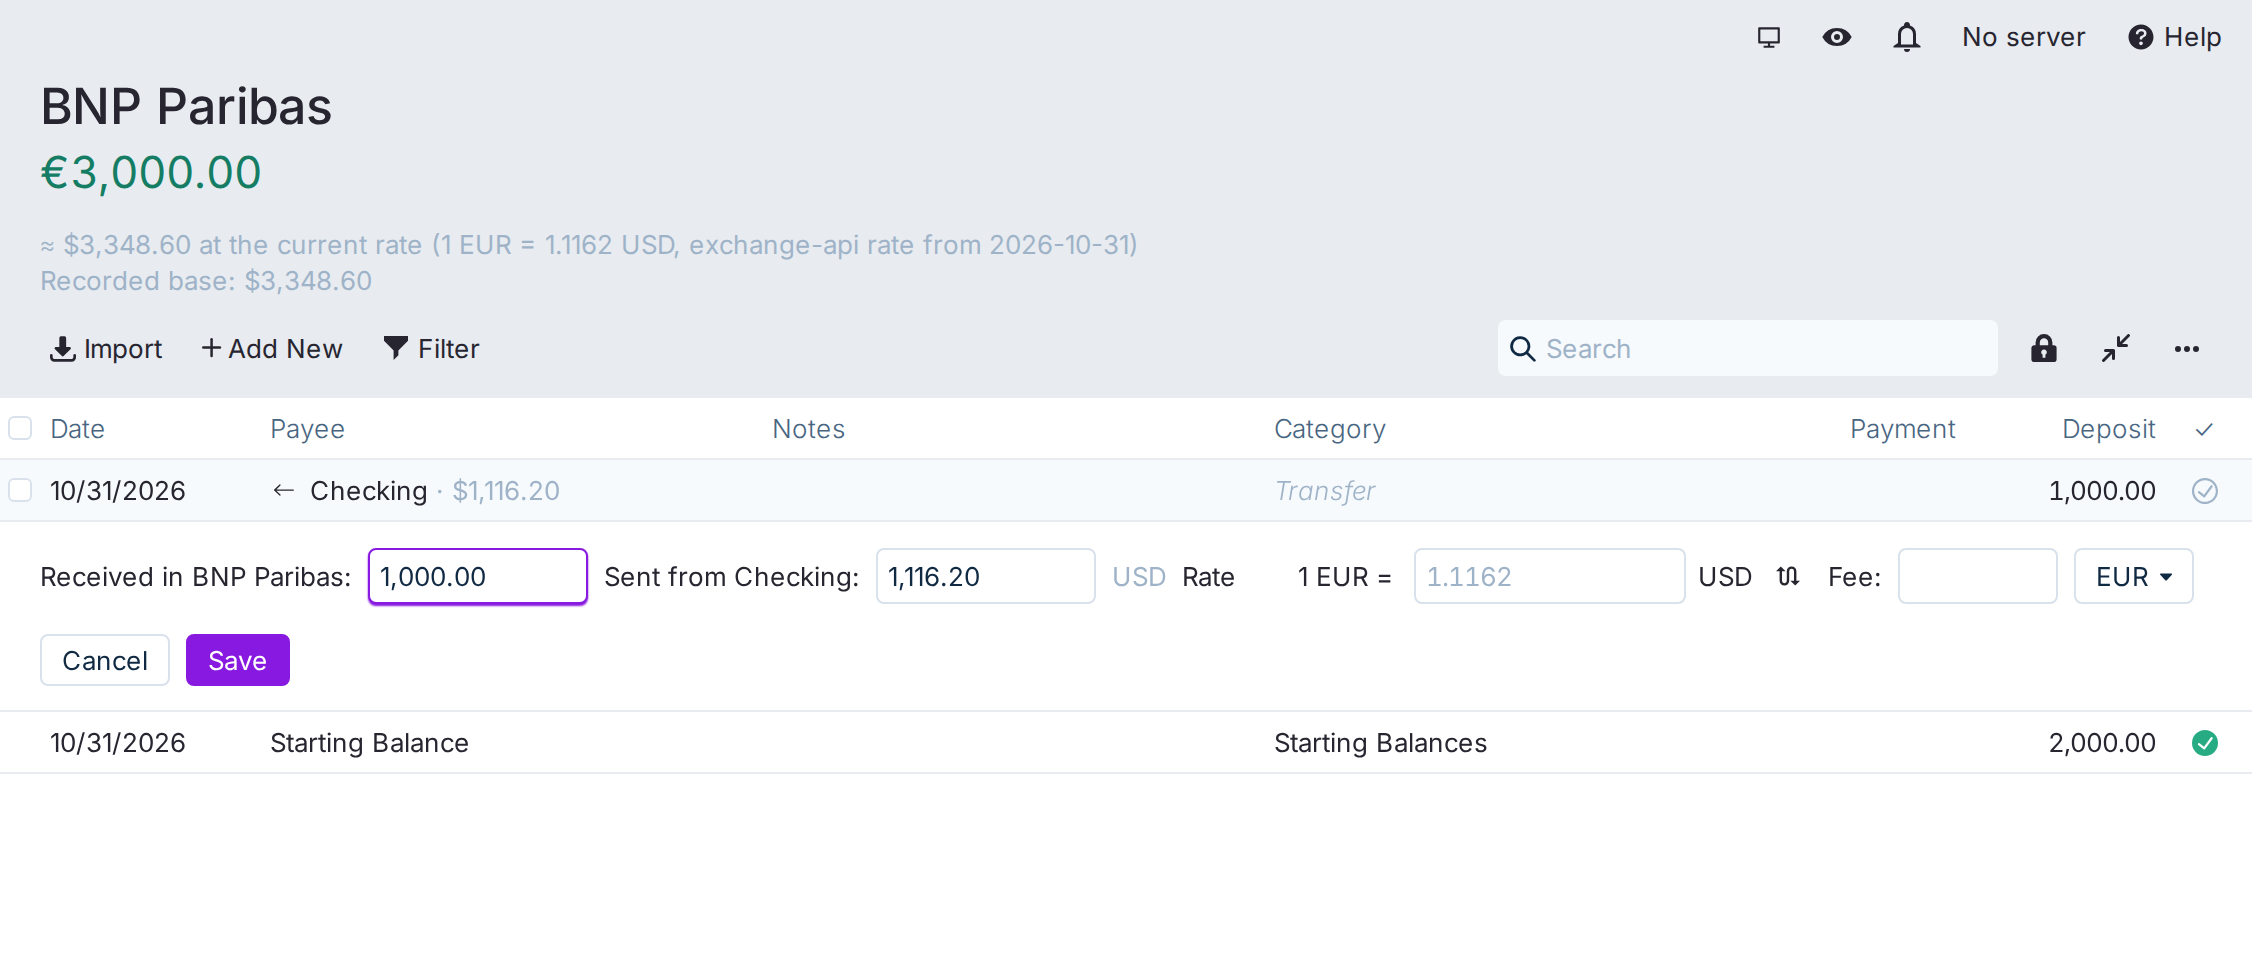 No server Help
BNP Paribas
€3,000.00
≈ $3,348.60 at the current rate (1 EUR = 1.1162 USD, exchange-api rate from 2026-10-31)
Recorded base: $3,348.60
Import + Add New Filter Search
Date Payee Notes Category Payment Deposit
10/31/2026 ← Checking · $1,116.20 Transfer 1,000.00
Received in BNP Paribas: 1,000.00 Sent from Checking: 1,116.20 USD Rate 1 EUR = 1.1162 USD Fee: EUR
Cancel Save
10/31/2026 Starting Balance Starting Balances 2,000.00